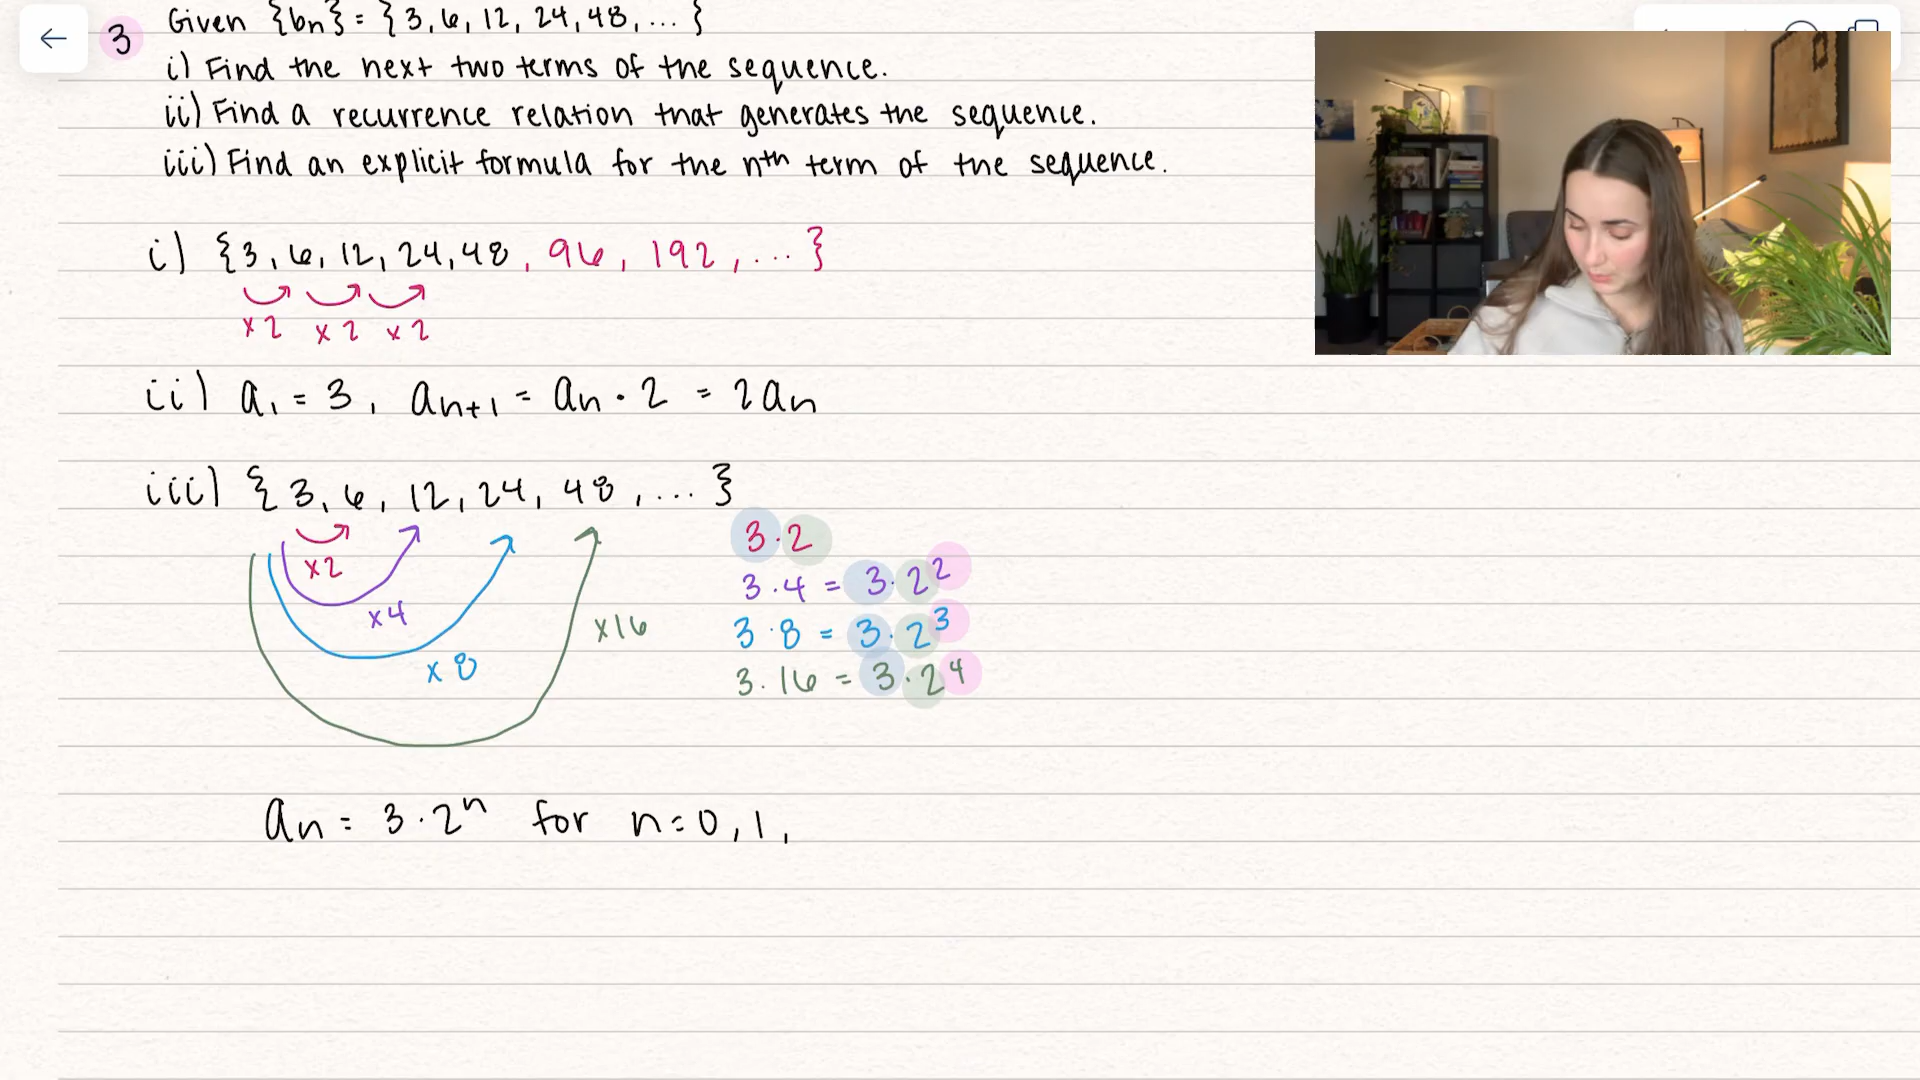 3 Given {bn} = {3, 6, 12, 24, 48, ... }
i) Find the next two terms of the sequence.
ii) Find a recurrence relation that generates the sequence.
iii) Find an explicit formula for the nth term of the sequence.
i) {3, 6, 12, 24, 48, 96, 192, ... }
x2 x2 x2
ii) a₁ = 3, aₙ₊₁ = aₙ · 2 = 2aₙ
iii) { 3, 6, 12, 24, 48, ... }
x2
x4
x8
x16
3·2
3·4 = 3·2²
3·8 = 3·2³
3·16 = 3·2⁴
aₙ = 3·2ⁿ for n=0, 1,